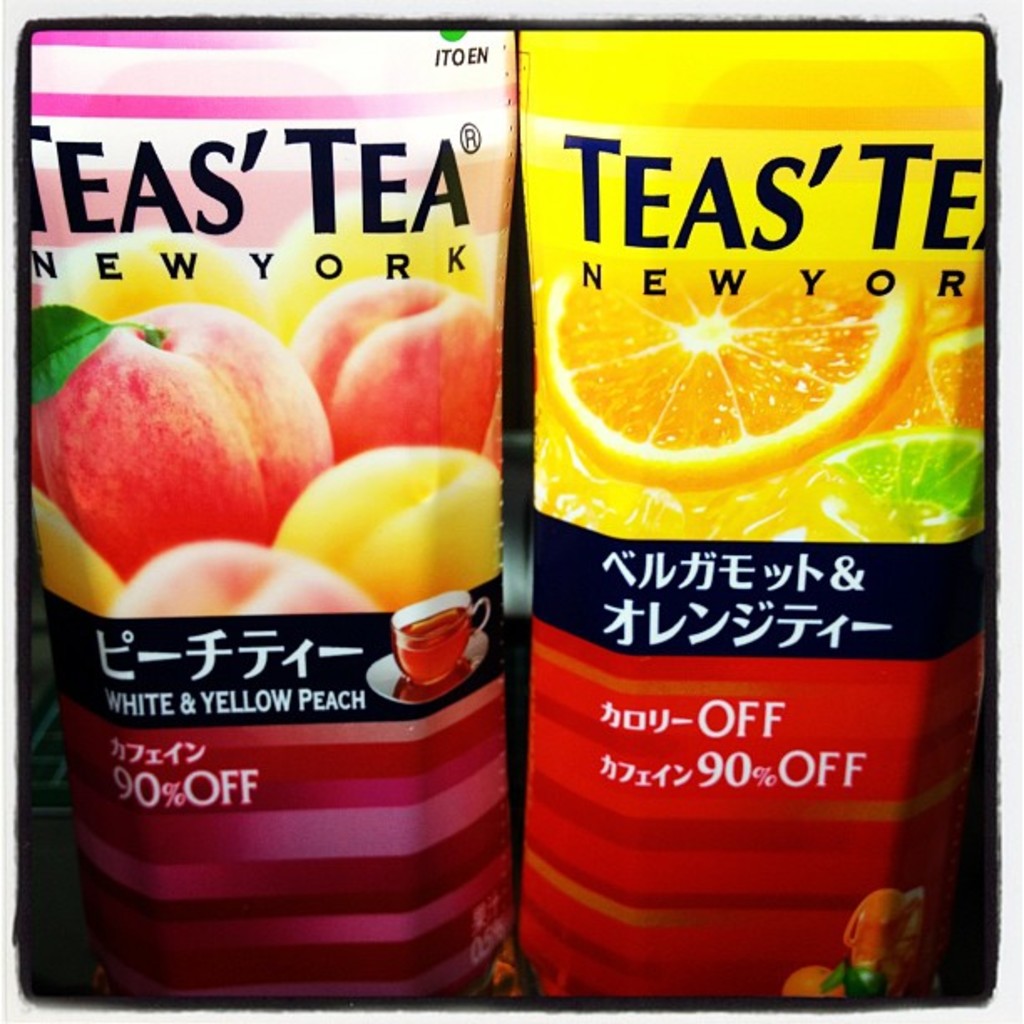 ITO EN
TEAS' TEA®
NEW YORK
ピーチティー
WHITE & YELLOW PEACH
カフェイン
90%OFF
TEAS' TE
NEW YOR
ベルガモット&
オレンジティー
カロリーOFF
カフェイン90%OFF